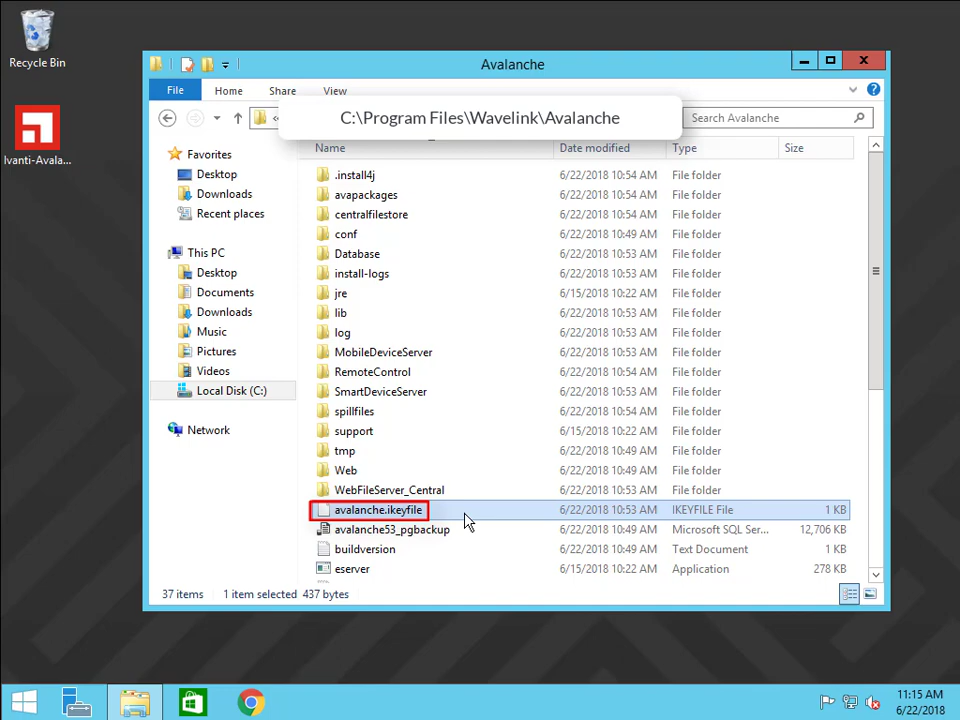 Recycle Bin
Ivanti-Avala...
Avalanche
File Home Share View
C:\Program Files\Wavelink\Avalanche
Search Avalanche
Name Date modified Type Size
Favorites
Desktop
Downloads
Recent places
This PC
Desktop
Documents
Downloads
Music
Pictures
Videos
Local Disk (C:)
Network
.install4j 6/22/2018 10:54 AM File folder
avapackages 6/22/2018 10:54 AM File folder
centralfilestore 6/22/2018 10:54 AM File folder
conf 6/22/2018 10:49 AM File folder
Database 6/22/2018 10:53 AM File folder
install-logs 6/22/2018 10:53 AM File folder
jre 6/15/2018 10:22 AM File folder
lib 6/22/2018 10:53 AM File folder
log 6/22/2018 10:53 AM File folder
MobileDeviceServer 6/22/2018 10:53 AM File folder
RemoteControl 6/22/2018 10:53 AM File folder
SmartDeviceServer 6/22/2018 10:53 AM File folder
spillfiles 6/22/2018 10:53 AM File folder
support 6/15/2018 10:22 AM File folder
tmp 6/22/2018 10:49 AM File folder
Web 6/22/2018 10:49 AM File folder
WebFileServer_Central 6/22/2018 10:53 AM File folder
avalanche.ikeyfile 6/22/2018 10:53 AM IKEYFILE File 1 KB
avalanche53_pgbackup 6/22/2018 10:49 AM Microsoft SQL Ser... 12,706 KB
buildversion 6/22/2018 10:49 AM Text Document 1 KB
eserver 6/15/2018 10:22 AM Application 278 KB
37 items 1 item selected 437 bytes
11:15 AM
6/22/2018